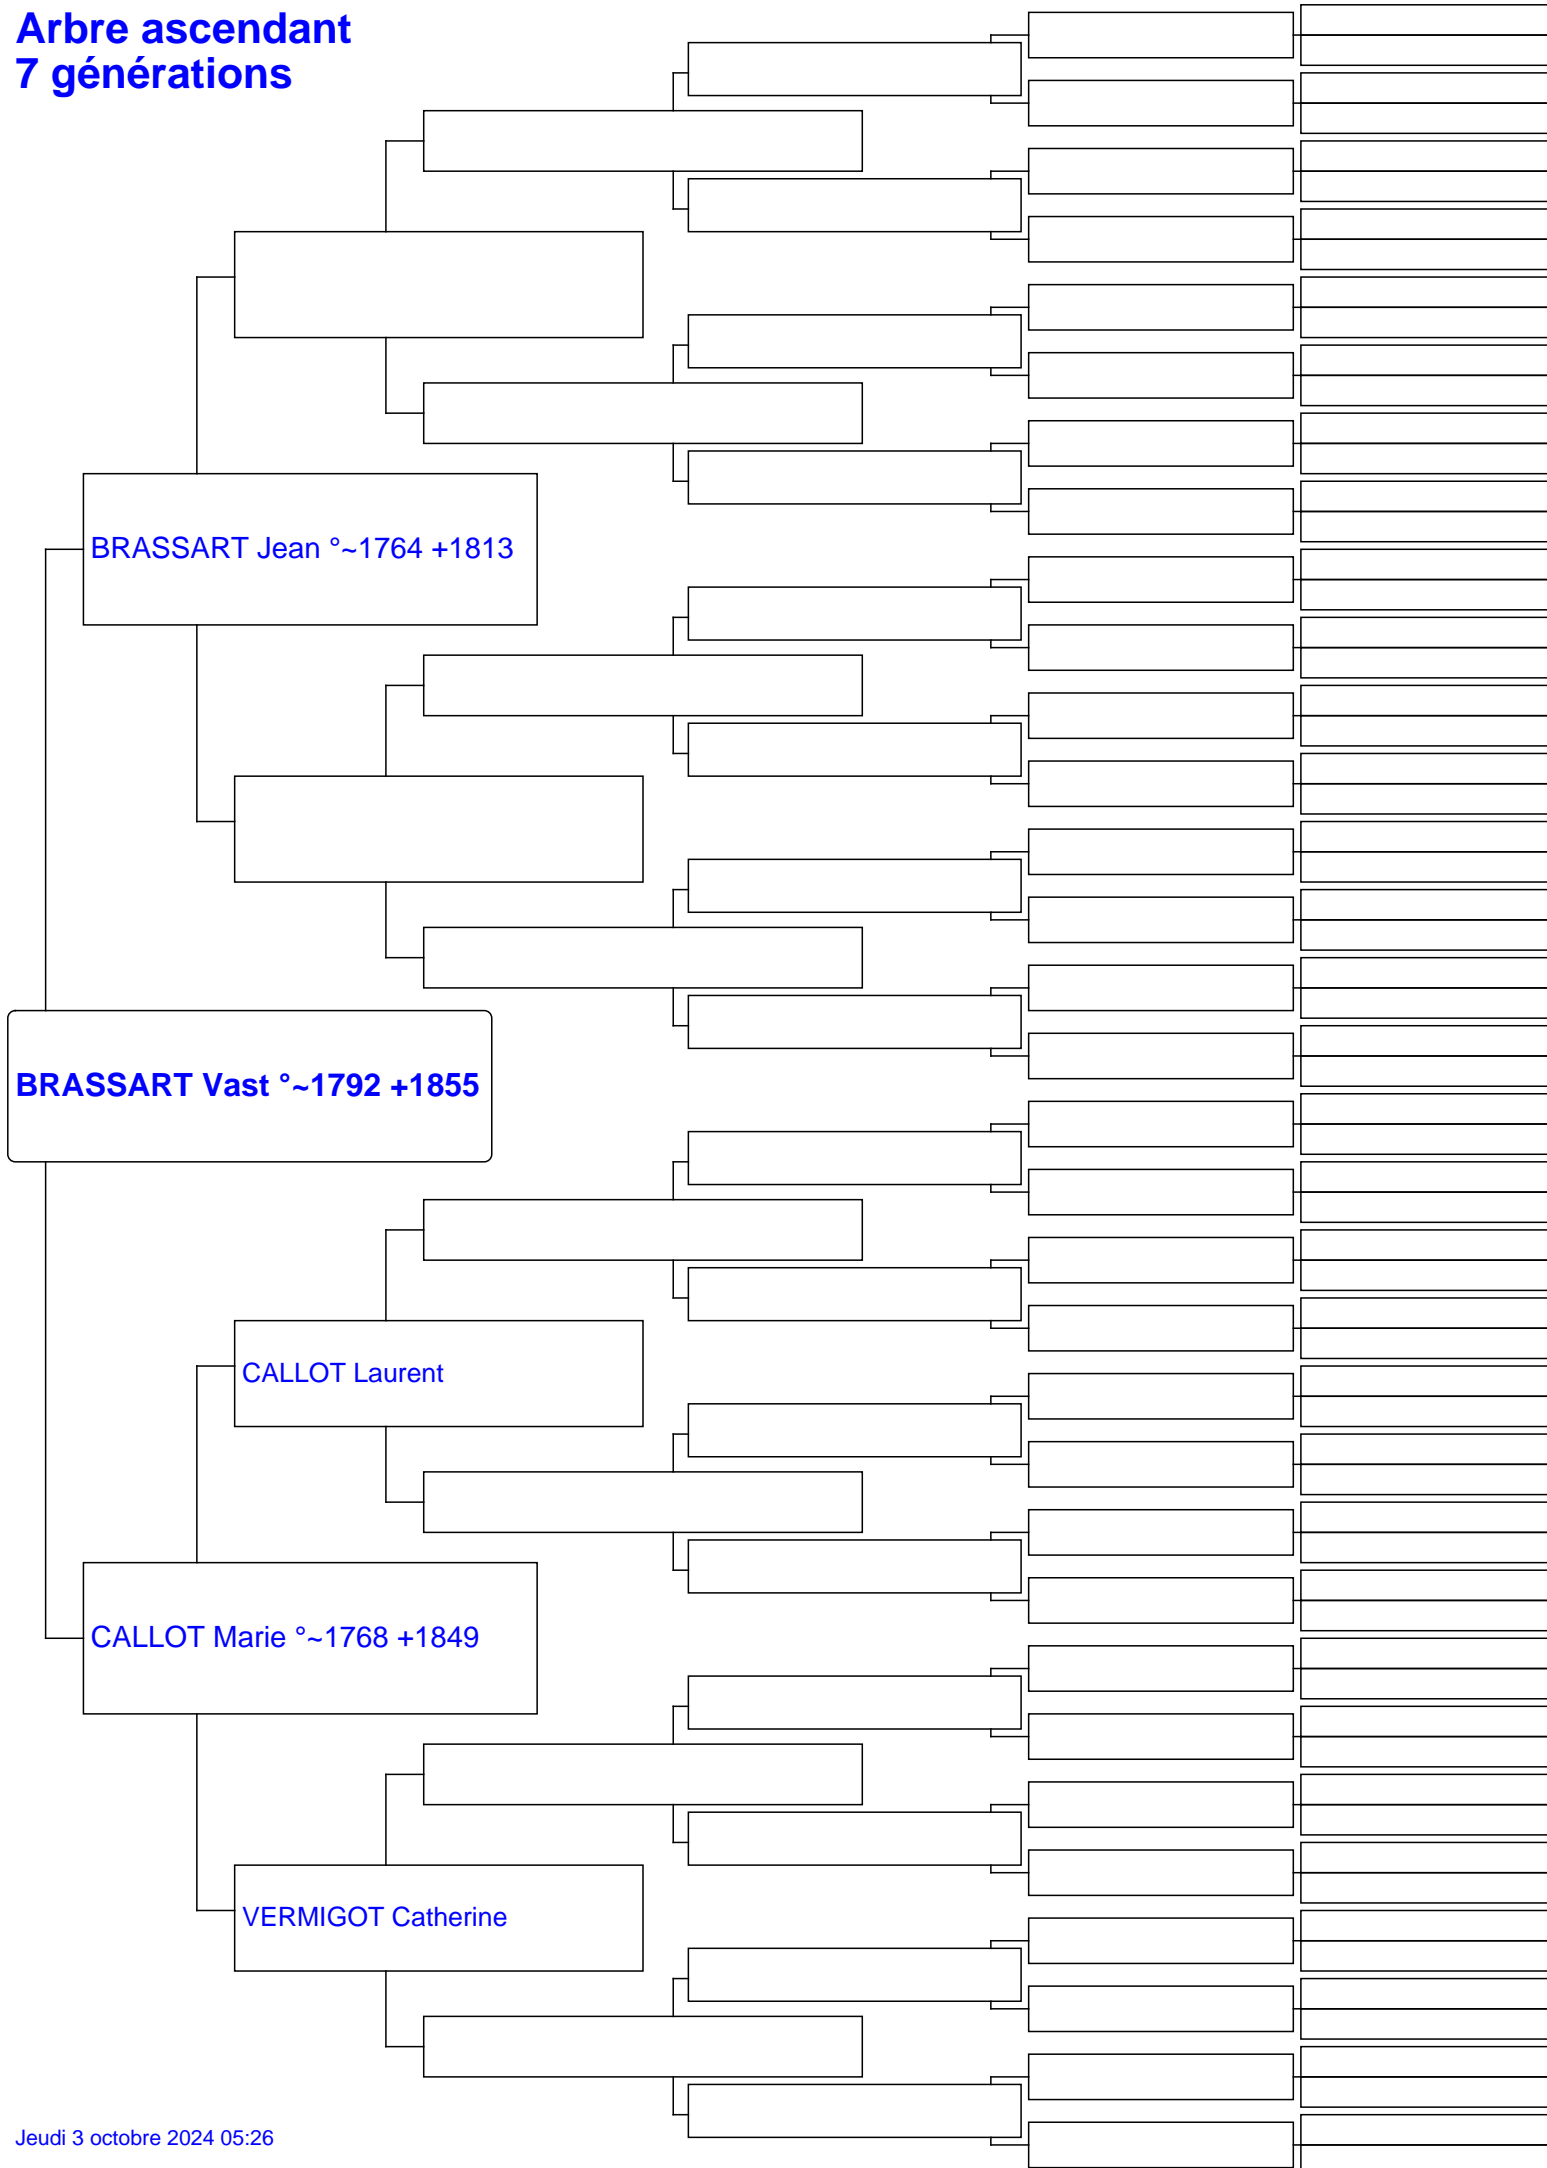 Arbre ascendant
7 générations
BRASSART Jean °~1764 +1813
BRASSART Vast °~1792 +1855
CALLOT Laurent
CALLOT Marie °~1768 +1849
VERMIGOT Catherine
Jeudi 3 octobre 2024 05:26